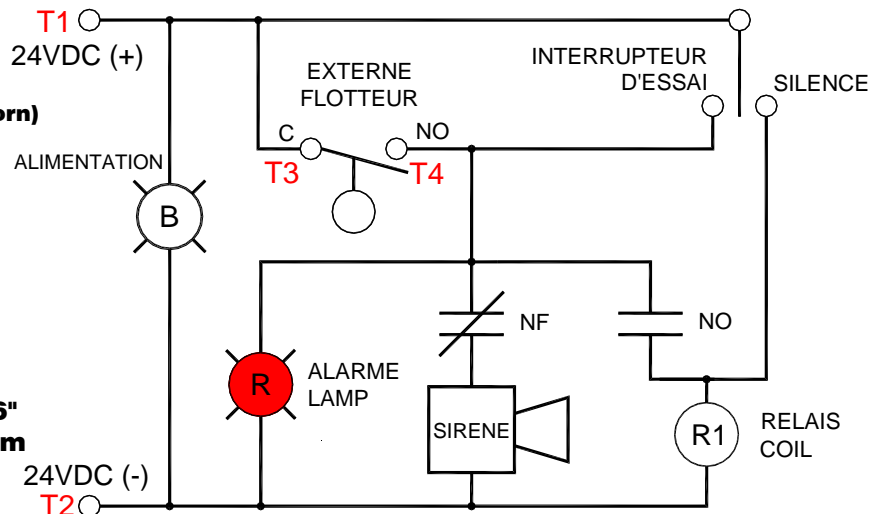 T1
24VDC (+)
orn)
ALIMENTATION
B
EXTERNE
FLOTTEUR
C
NO
T3
T4
INTERRUPTEUR
D'ESSAI
SILENCE
NF
NO
R
ALARME
LAMP
SIRENE
R1
RELAIS
COIL
6"
m
24VDC (-)
T2